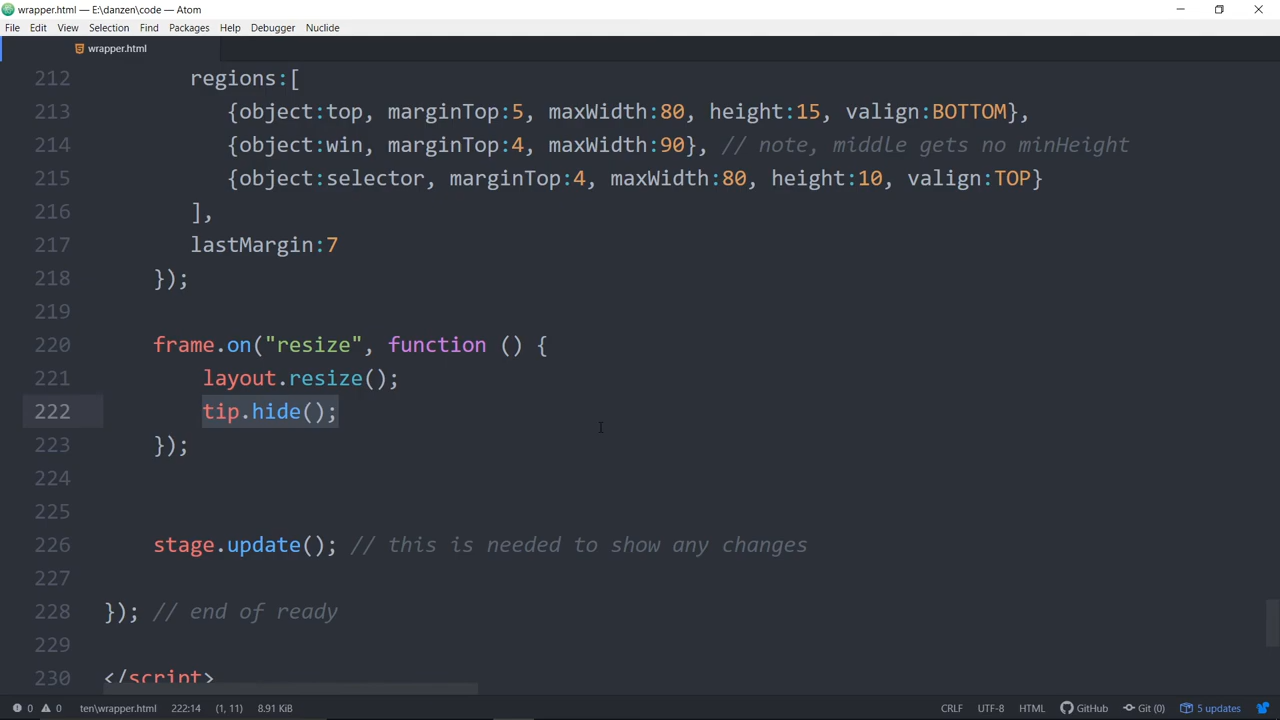 wrapper.html — E:\danzen\code — Atom
File Edit View Selection Find Packages Help Debugger Nuclide
wrapper.html
212 regions:[
213 {object:top, marginTop:5, maxWidth:80, height:15, valign:BOTTOM},
214 {object:win, marginTop:4, maxWidth:90}, // note, middle gets no minHeight
215 {object:selector, marginTop:4, maxWidth:80, height:10, valign:TOP}
216 ],
217 lastMargin:7
218 });
219
220 frame.on("resize", function () {
221 layout.resize();
222 tip.hide();
223 });
224
225
226 stage.update(); // this is needed to show any changes
227
228 }); // end of ready
229
230 </script>
0 0 ten\wrapper.html 222:14 (1, 11) 8.91 KiB CRLF UTF-8 HTML GitHub Git (0) 5 updates